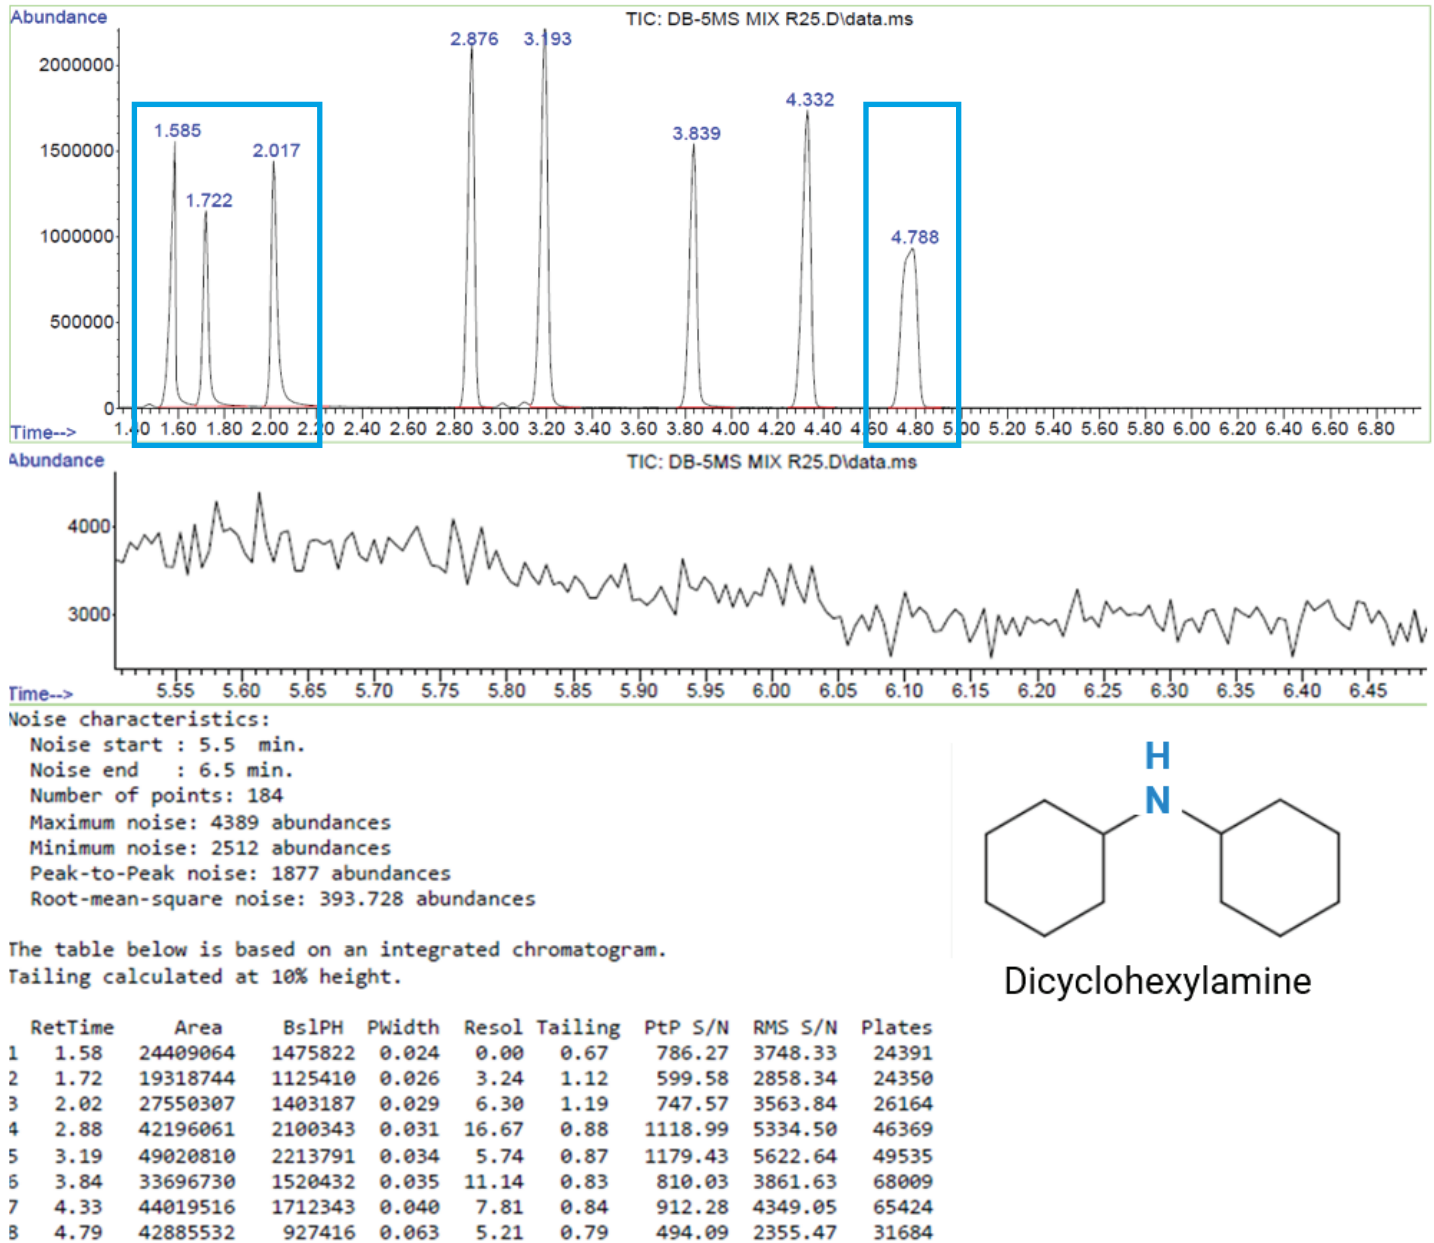 Abundance
TIC: DB-5MS MIX R25.D\data.ms
2.876 3.193
2000000
4.332
1.585
3.839
1500000
2.017
1.722
1000000
4.788
500000
0
Time--> 1.40 1.60 1.80 2.00 2.20 2.40 2.60 2.80 3.00 3.20 3.40 3.60 3.80 4.00 4.20 4.40 4.60 4.80 5.00 5.20 5.40 5.60 5.80 6.00 6.20 6.40 6.60 6.80
Abundance
TIC: DB-5MS MIX R25.D\data.ms
4000
3000
Time--> 5.55 5.60 5.65 5.70 5.75 5.80 5.85 5.90 5.95 6.00 6.05 6.10 6.15 6.20 6.25 6.30 6.35 6.40 6.45
Noise characteristics:
Noise start : 5.5 min.
Noise end : 6.5 min.
Number of points: 184
Maximum noise: 4389 abundances
Minimum noise: 2512 abundances
Peak-to-Peak noise: 1877 abundances
Root-mean-square noise: 393.728 abundances
H
N
Dicyclohexylamine
The table below is based on an integrated chromatogram.
Tailing calculated at 10% height.
RetTime Area BslPH PWidth Resol Tailing PtP S/N RMS S/N Plates
1 1.58 24409064 1475822 0.024 0.00 0.67 786.27 3748.33 24391
2 1.72 19318744 1125410 0.026 3.24 1.12 599.58 2858.34 24350
3 2.02 27550307 1403187 0.029 6.30 1.19 747.57 3563.84 26164
4 2.88 42196061 2100343 0.031 16.67 0.88 1118.99 5334.50 46369
5 3.19 49020810 2213791 0.034 5.74 0.87 1179.43 5622.64 49535
6 3.84 33696730 1520432 0.035 11.14 0.83 810.03 3861.63 68009
7 4.33 44019516 1712343 0.040 7.81 0.84 912.28 4349.05 65424
8 4.79 42885532 927416 0.063 5.21 0.79 494.09 2355.47 31684